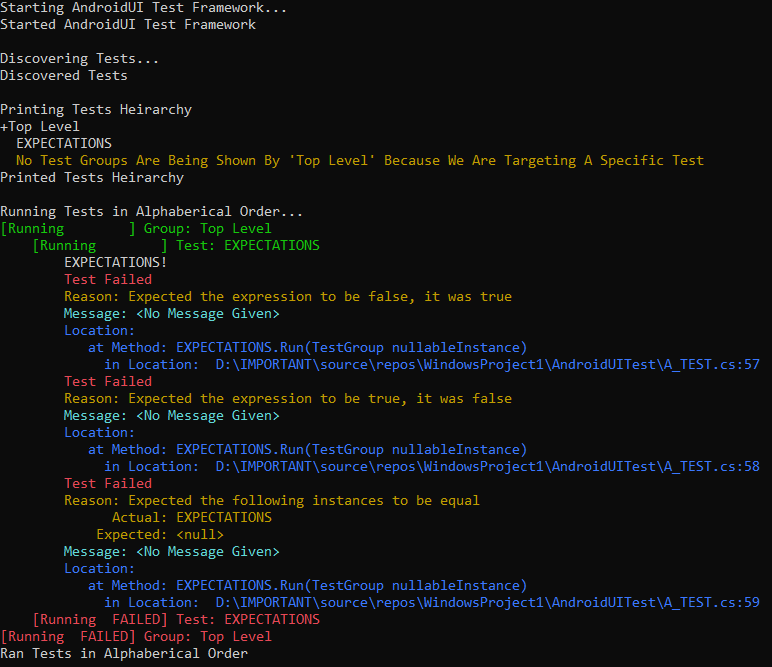 Starting AndroidUI Test Framework...
Started AndroidUI Test Framework
Discovering Tests...
Discovered Tests
Printing Tests Heirarchy
+Top Level
  EXPECTATIONS
  No Test Groups Are Being Shown By 'Top Level' Because We Are Targeting A Specific Test
Printed Tests Heirarchy
Running Tests in Alphaberical Order...
[Running        ] Group: Top Level
    [Running        ] Test: EXPECTATIONS
        EXPECTATIONS!
        Test Failed
        Reason: Expected the expression to be false, it was true
        Message: <No Message Given>
        Location:
           at Method: EXPECTATIONS.Run(TestGroup nullableInstance)
             in Location:  D:\IMPORTANT\source\repos\WindowsProject1\AndroidUITest\A_TEST.cs:57
        Test Failed
        Reason: Expected the expression to be true, it was false
        Message: <No Message Given>
        Location:
           at Method: EXPECTATIONS.Run(TestGroup nullableInstance)
             in Location:  D:\IMPORTANT\source\repos\WindowsProject1\AndroidUITest\A_TEST.cs:58
        Test Failed
        Reason: Expected the following instances to be equal
              Actual: EXPECTATIONS
            Expected: <null>
        Message: <No Message Given>
        Location:
           at Method: EXPECTATIONS.Run(TestGroup nullableInstance)
             in Location:  D:\IMPORTANT\source\repos\WindowsProject1\AndroidUITest\A_TEST.cs:59
    [Running  FAILED] Test: EXPECTATIONS
[Running  FAILED] Group: Top Level
Ran Tests in Alphaberical Order